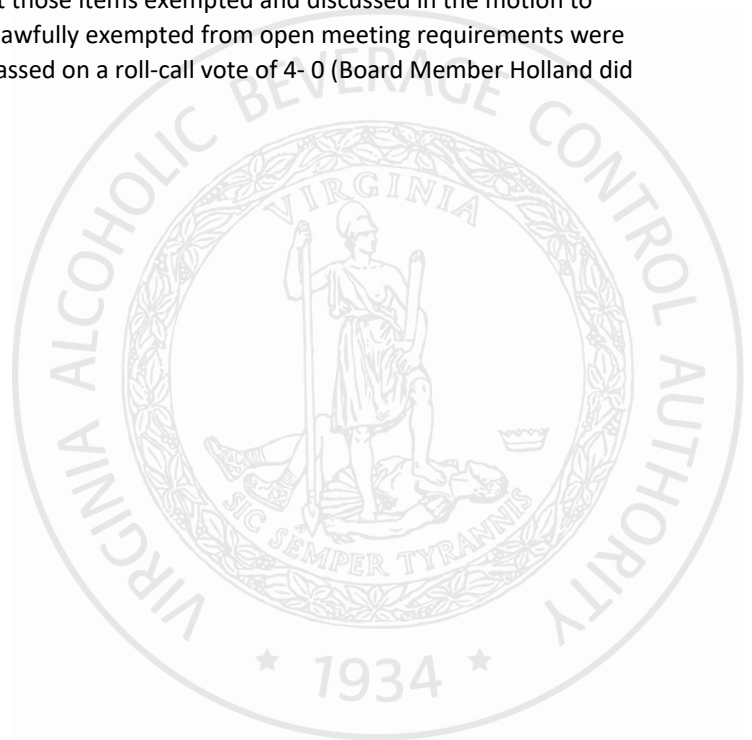 t those items exempted and discussed in the motion to
awfully exempted from open meeting requirements were
assed on a roll-call vote of 4- 0 (Board Member Holland did
VIRGINIA ALCOHOLIC BEVERAGE CONTROL AUTHORITY
VIRGINIA
SIC SEMPER TYRANNIS
★ 1934 ★